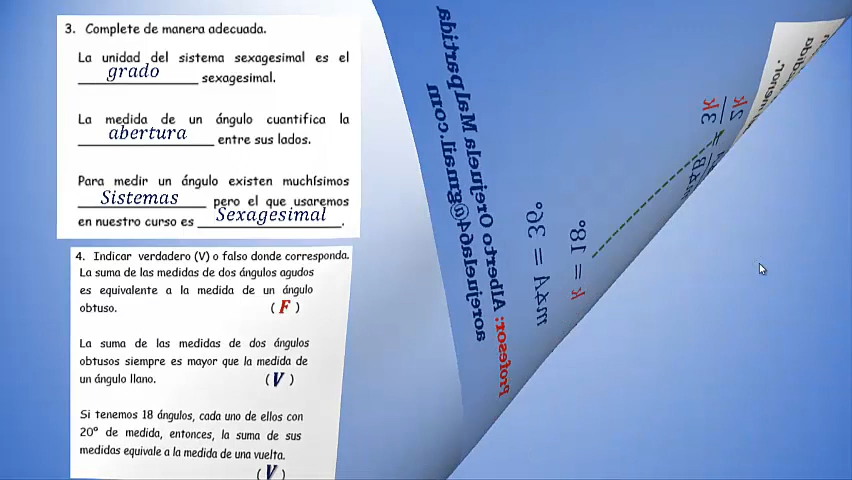 3. Complete de manera adecuada.
La unidad del sistema sexagesimal es el
grado sexagesimal.
La medida de un ángulo cuantifica la
abertura entre sus lados.
Para medir un ángulo existen muchísimos
Sistemas pero el que usaremos
en nuestro curso es Sexagesimal.
4. Indicar verdadero (V) o falso donde corresponda.
La suma de las medidas de dos ángulos agudos
es equivalente a la medida de un ángulo
obtuso. (F)
La suma de las medidas de dos ángulos
obtusos siempre es mayor que la medida de
un ángulo llano. (V)
Si tenemos 18 ángulos, cada uno de ellos con
20° de medida, entonces, la suma de sus
medidas equivale a la medida de una vuelta.
(V)
Profesor: Alberto Orejuela Malpartida
aorejuela64@gmail.com
m∢A = 36°
k = 18°